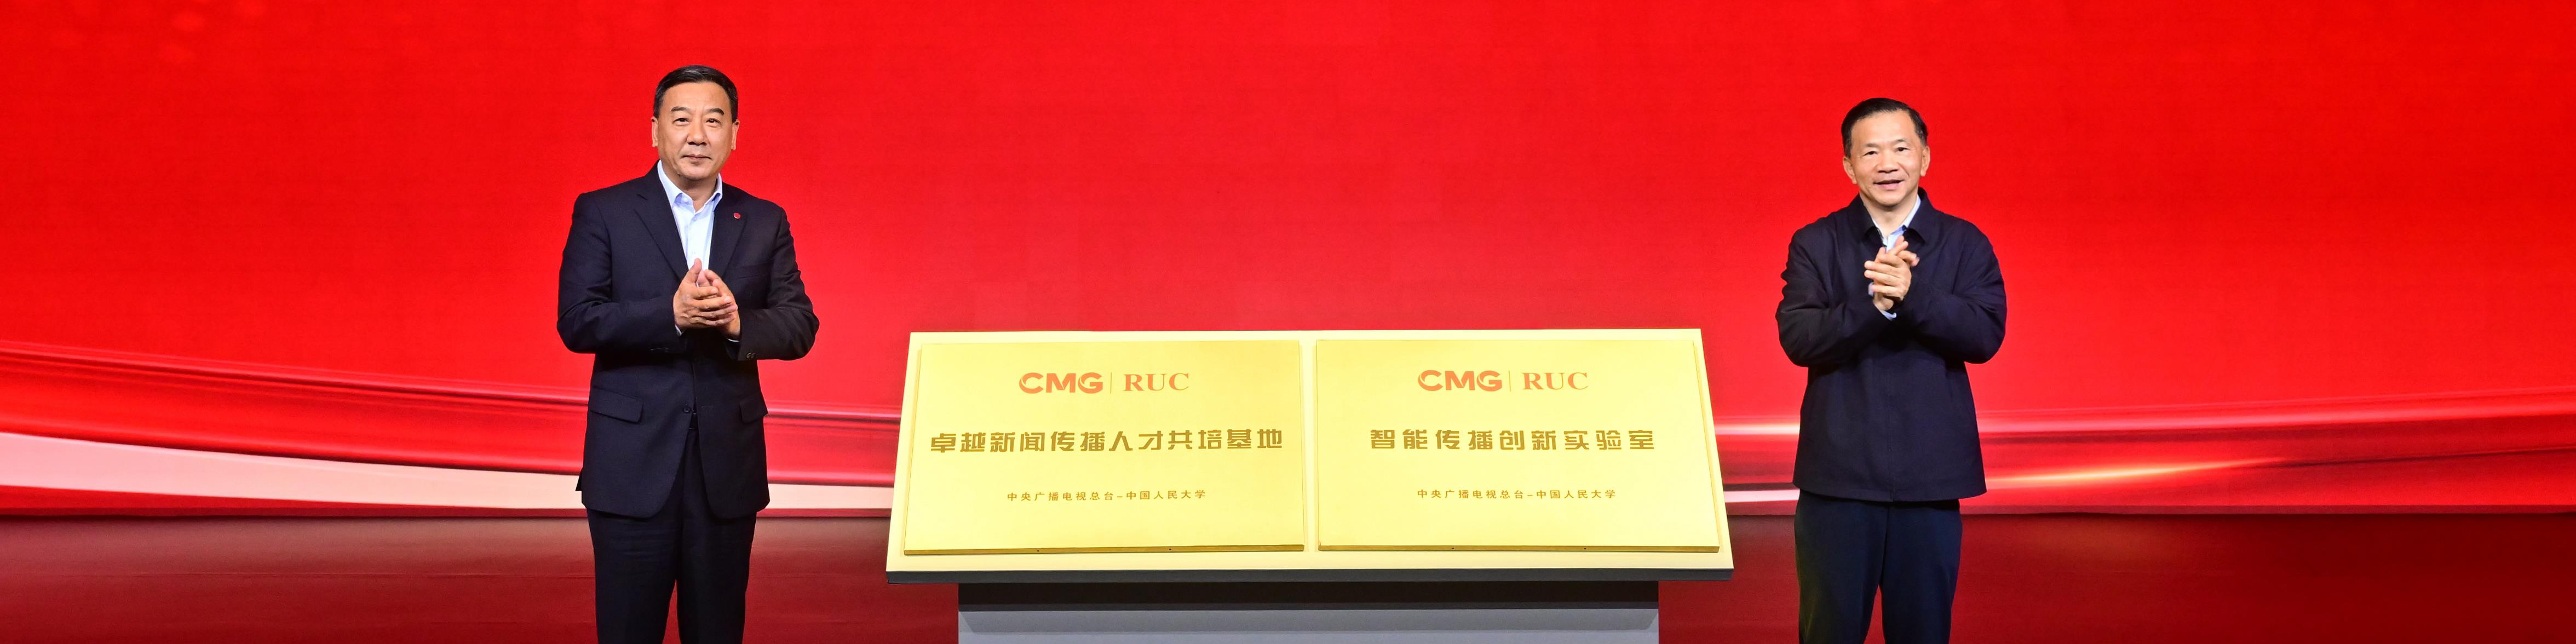 CMG | RUC
卓越新闻传播人才共培基地
中央广播电视总台-中国人民大学
CMG | RUC
智能传播创新实验室
中央广播电视总台-中国人民大学